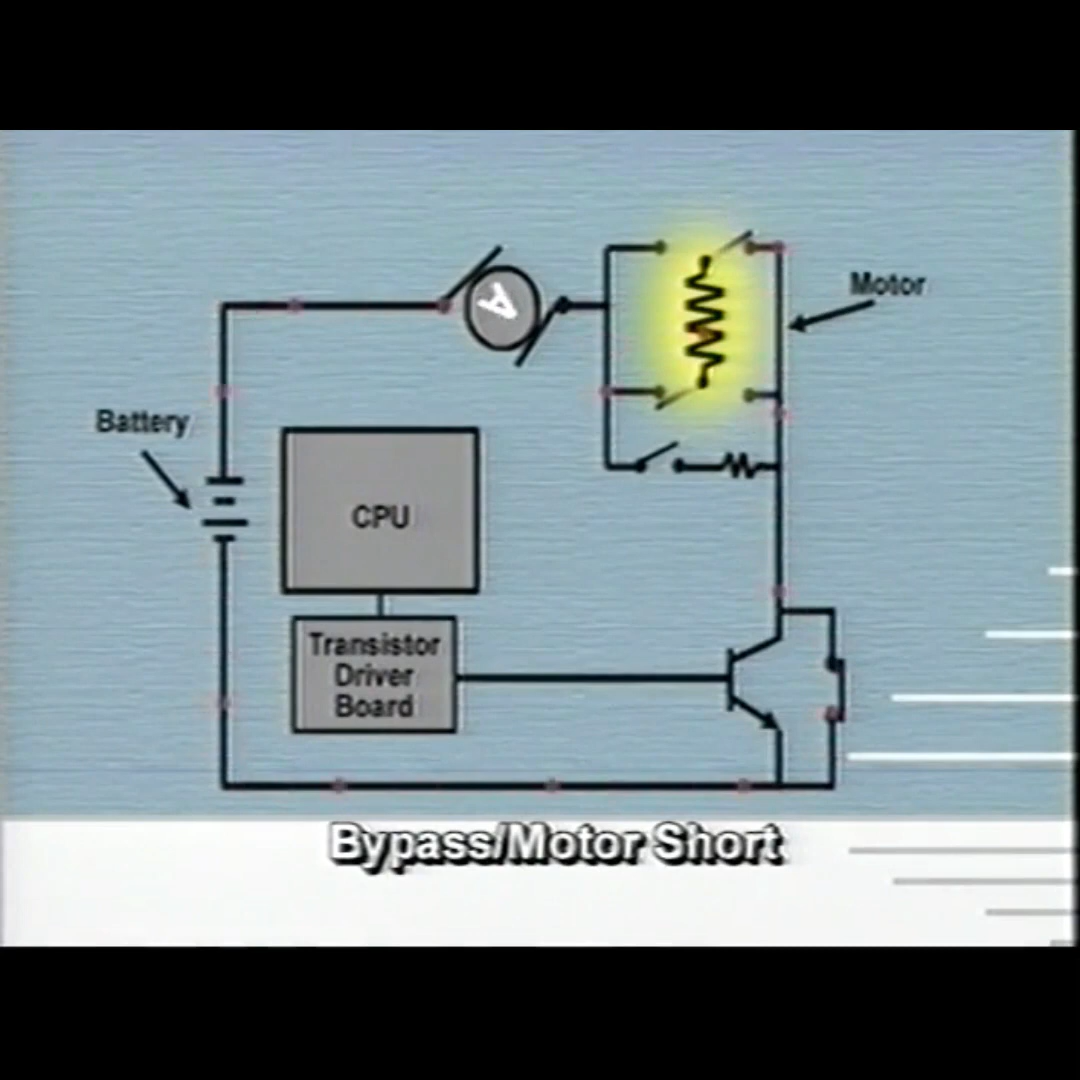 A
Motor
Battery
CPU
Transistor
Driver
Board
Bypass/Motor Short